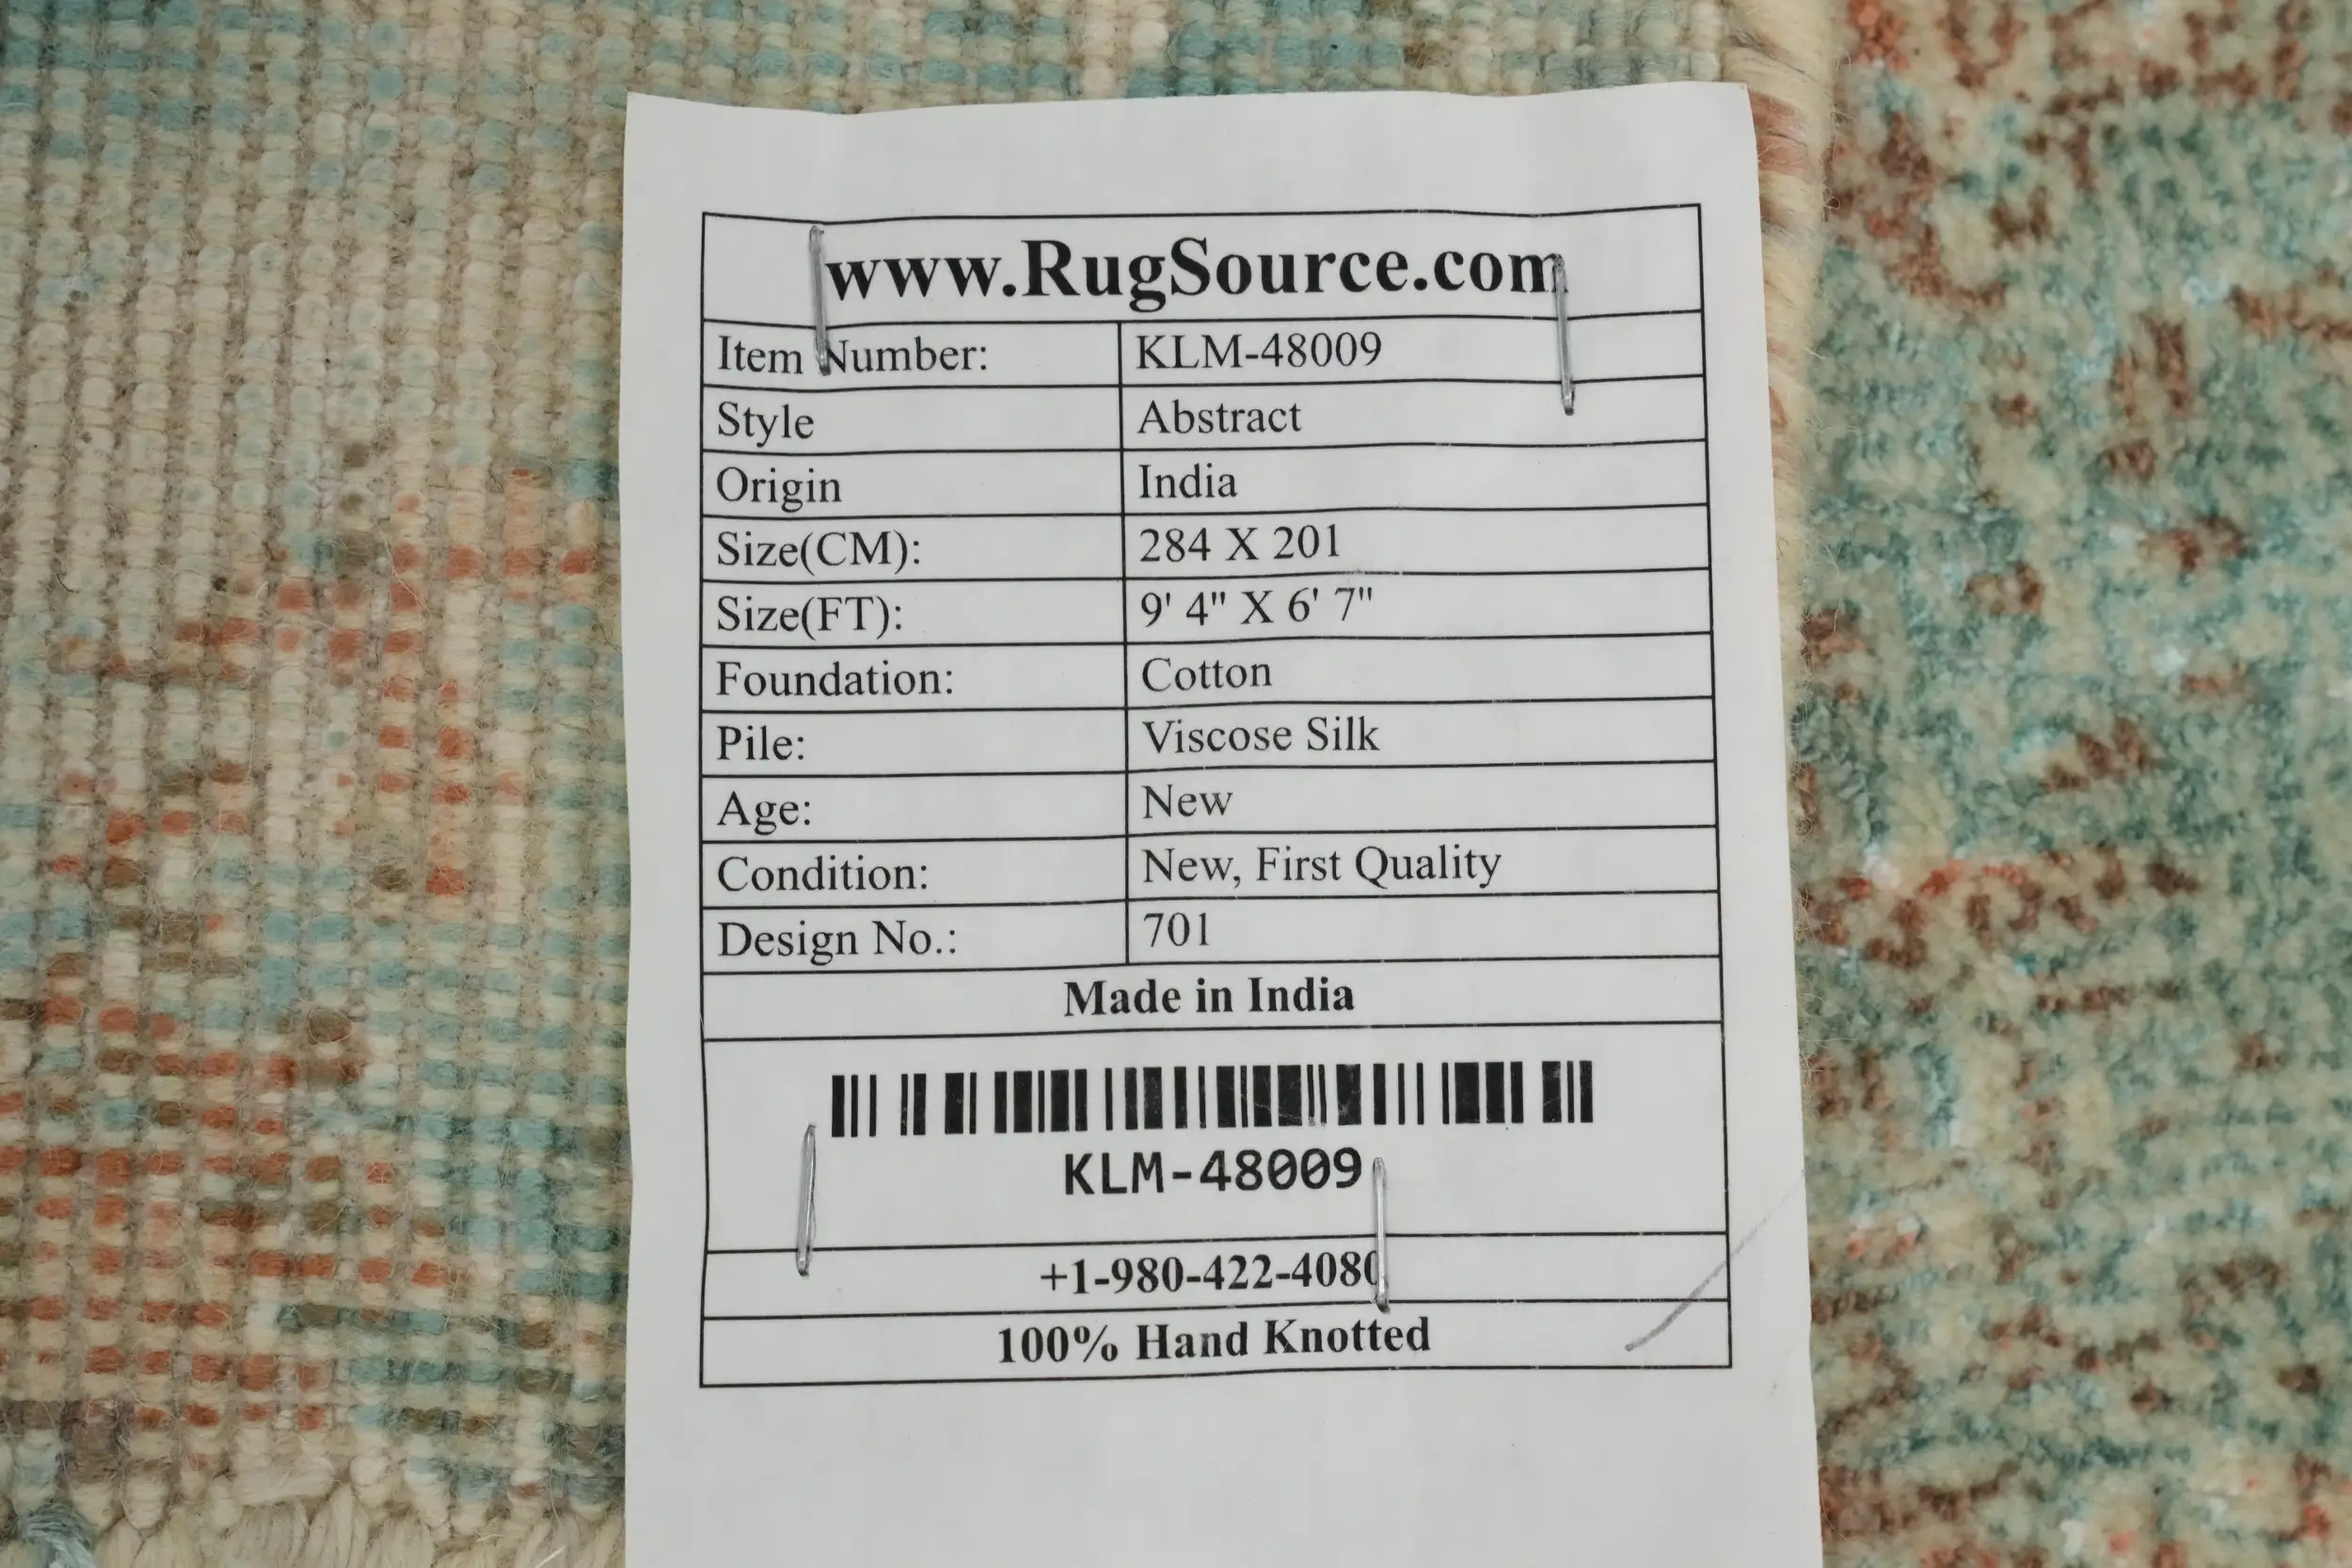 www.RugSource.com
Item Number: KLM-48009
Style Abstract
Origin India
Size(CM): 284 X 201
Size(FT): 9' 4" X 6' 7"
Foundation: Cotton
Pile: Viscose Silk
Age: New
Condition: New, First Quality
Design No.: 701
Made in India
KLM-48009
+1-980-422-4080
100% Hand Knotted